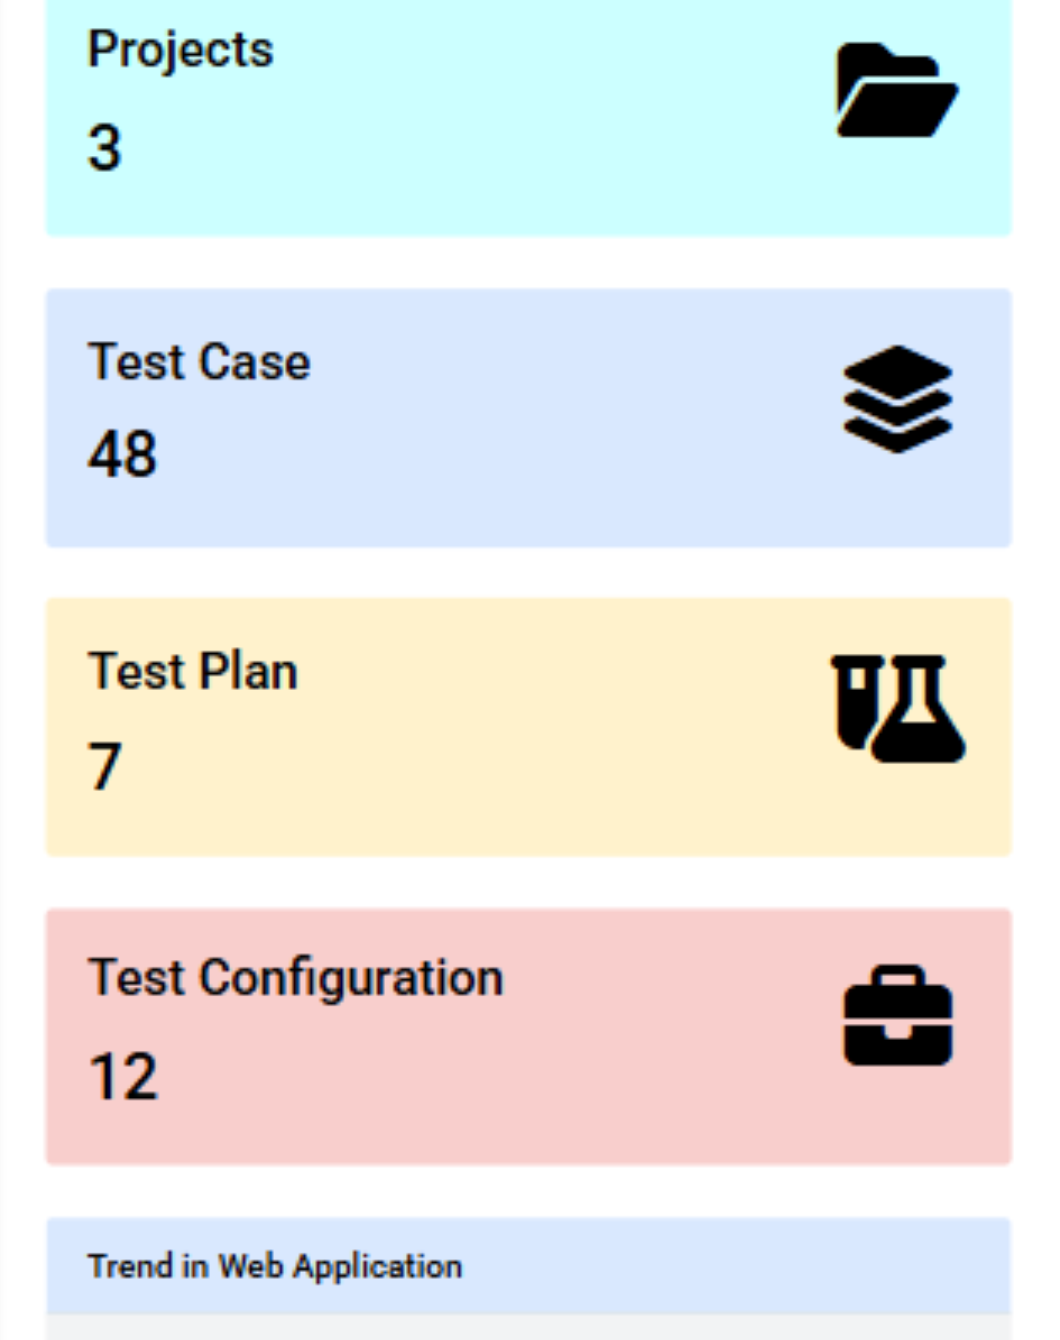 Projects
3
Test Case
48
Test Plan
7
Test Configuration
12
Trend in Web Application